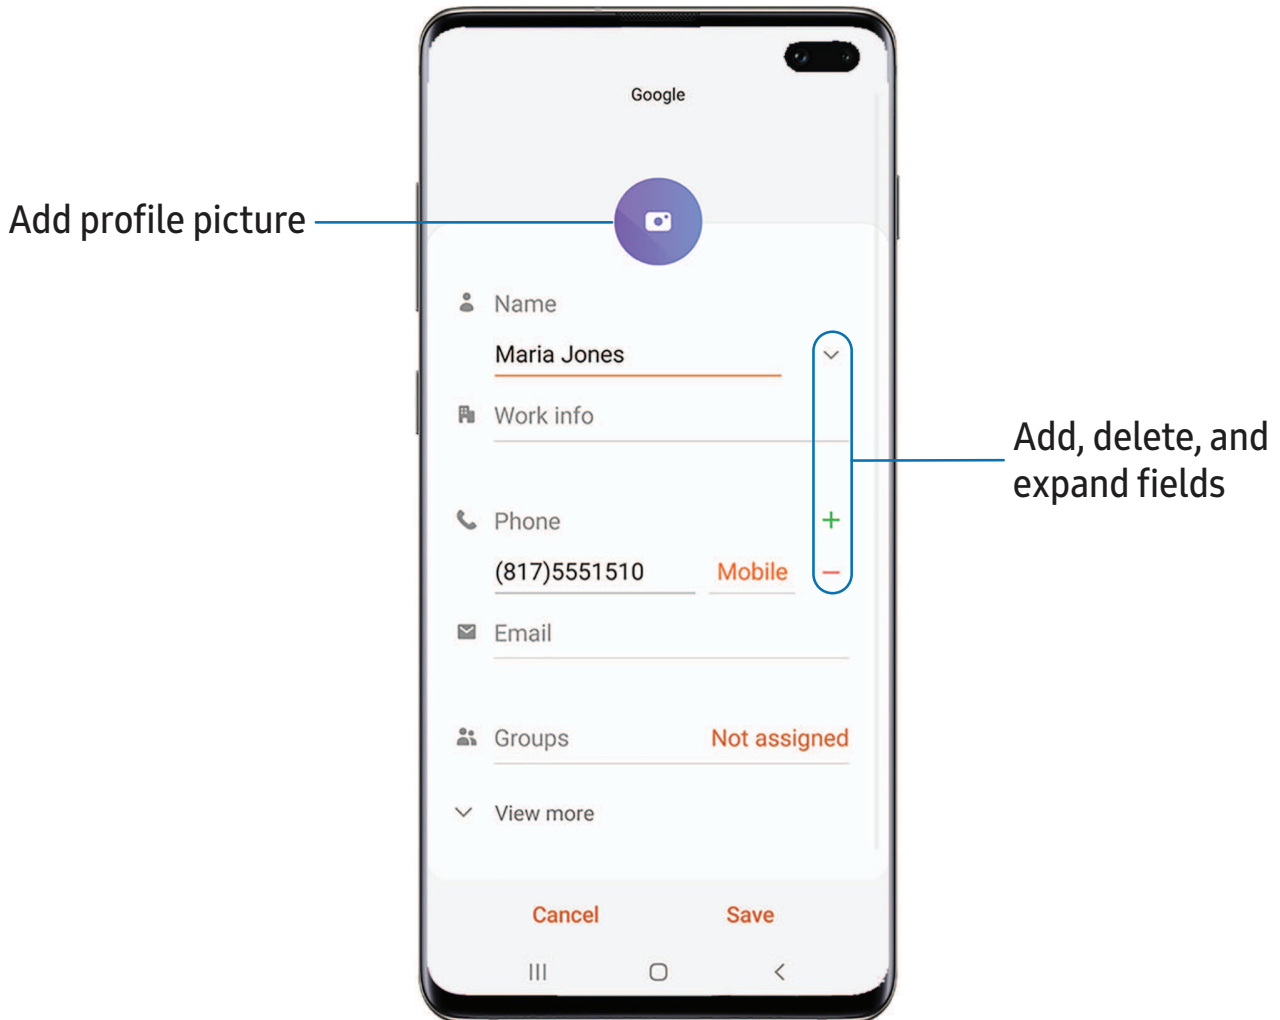 Google
Add profile picture
Name
Maria Jones
Work info
Add, delete, and
expand fields
Phone
(817)5551510 Mobile
Email
Groups Not assigned
View more
Cancel Save